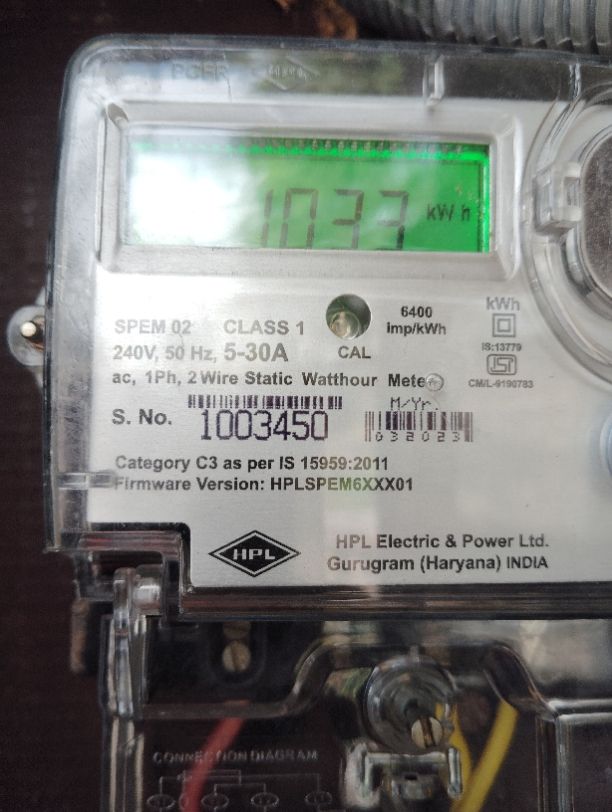 1033 kWh
SPEM 02 CLASS 1
240V, 50 Hz, 5-30A
CAL
6400
imp/kWh
kWh
IS:13779
CM/L-9190783
ac, 1Ph, 2 Wire Static Watthour Meter
S. No. 1003450
M/Yr.
032023
Category C3 as per IS 15959:2011
Firmware Version: HPLSPEM6XXX01
HPL
HPL Electric & Power Ltd.
Gurugram (Haryana) INDIA
CONNECTION DIAGRAM